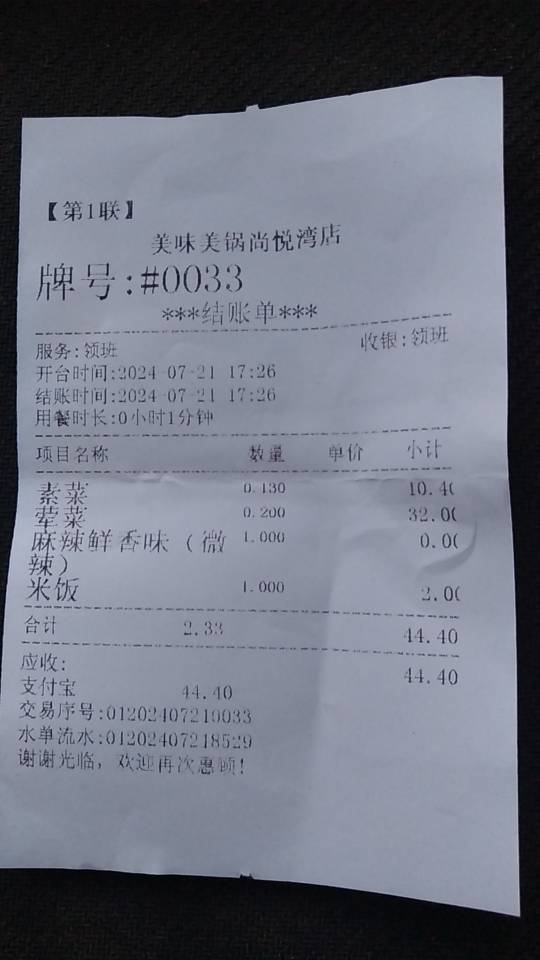 【第1联】
美味美锅尚悦湾店
牌号:#0033
***结账单***
服务:领班 收银:领班
开台时间:2024-07-21 17:26
结账时间:2024-07-21 17:26
用餐时长:0小时1分钟
项目名称 数量 单价 小计
素菜 0.130 10.40
荤菜 0.200 32.00
麻辣鲜香味（微 1.000 0.00
辣）
米饭 1.000 2.00
合计 2.33 44.40
应收: 44.40
支付宝 44.40
交易序号:01202407210033
水单流水:01202407218529
谢谢光临，欢迎再次惠顾!